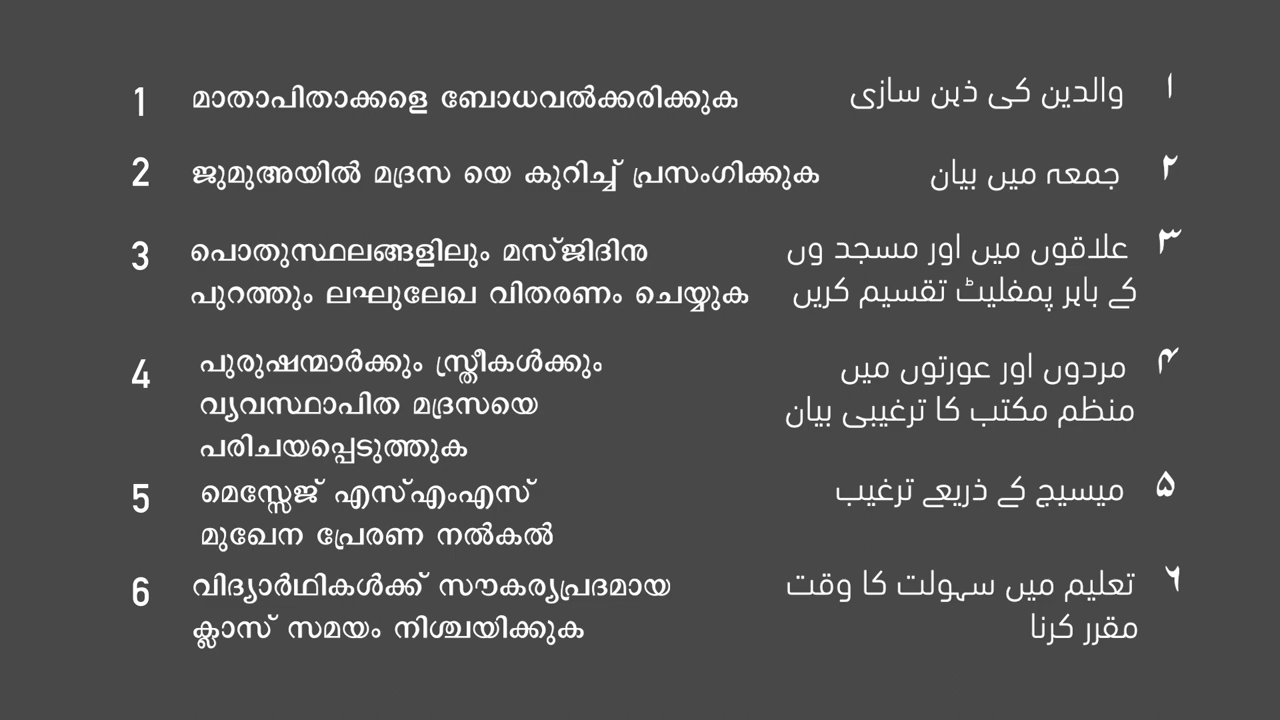 1 മാതാപിതാക്കളെ ബോധവൽക്കരിക്കുക
والدین کی ذہن سازی ۱
2 ജുമുഅയിൽ മദ്രസ യെ കുറിച്ച് പ്രസംഗിക്കുക
جمعہ میں بیان ۲
3 പൊതുസ്ഥലങ്ങളിലും മസ്ജിദിനു
പുറത്തും ലഘുലേഖ വിതരണം ചെയ്യുക
علاقوں میں اور مسجد وں ۳
کے باہر پمفلیٹ تقسیم کریں
4 പുരുഷന്മാർക്കും സ്ത്രീകൾക്കും
വ്യവസ്ഥാപിത മദ്രസയെ
പരിചയപ്പെടുത്തുക
مردوں اور عورتوں میں ۴
منظم مکتب کا ترغیبی بیان
5 മെസ്സേജ് എസ്എംഎസ്
മുഖേന പ്രേരണ നൽകൽ
میسیج کے ذریعے ترغیب ۵
6 വിദ്യാർഥികൾക്ക് സൗകര്യപ്രദമായ
ക്ലാസ് സമയം നിശ്ചയിക്കുക
تعلیم میں سہولت کا وقت ۶
مقرر کرنا